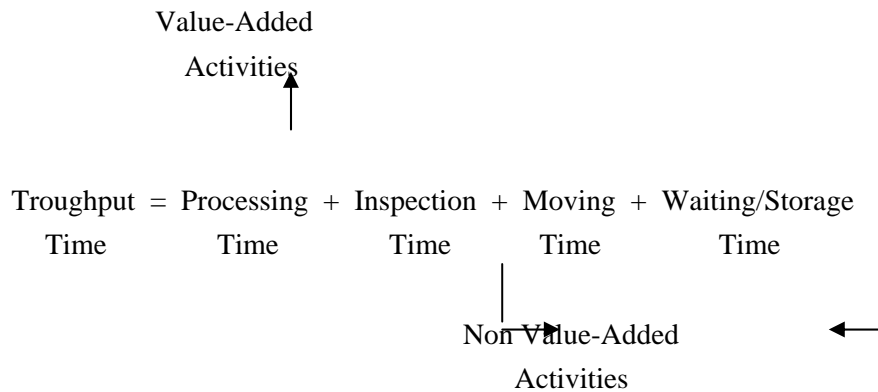 Value-Added
Activities
Troughput = Processing + Inspection + Moving + Waiting/Storage
Time Time Time Time Time
Non Value-Added
Activities